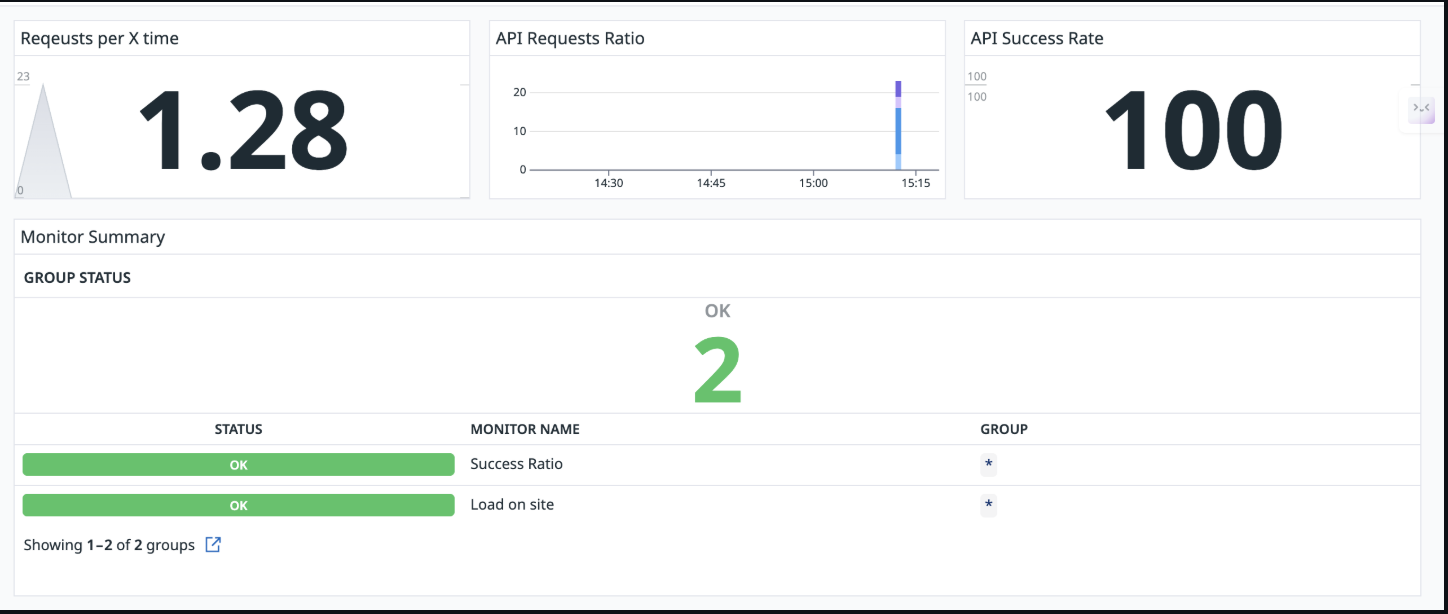 Reqeusts per X time
23
0
1.28
API Requests Ratio
20
10
0
14:30 14:45 15:00 15:15
API Success Rate
100
100
100
Monitor Summary
GROUP STATUS
OK
2
STATUS MONITOR NAME GROUP
OK Success Ratio *
OK Load on site *
Showing 1–2 of 2 groups